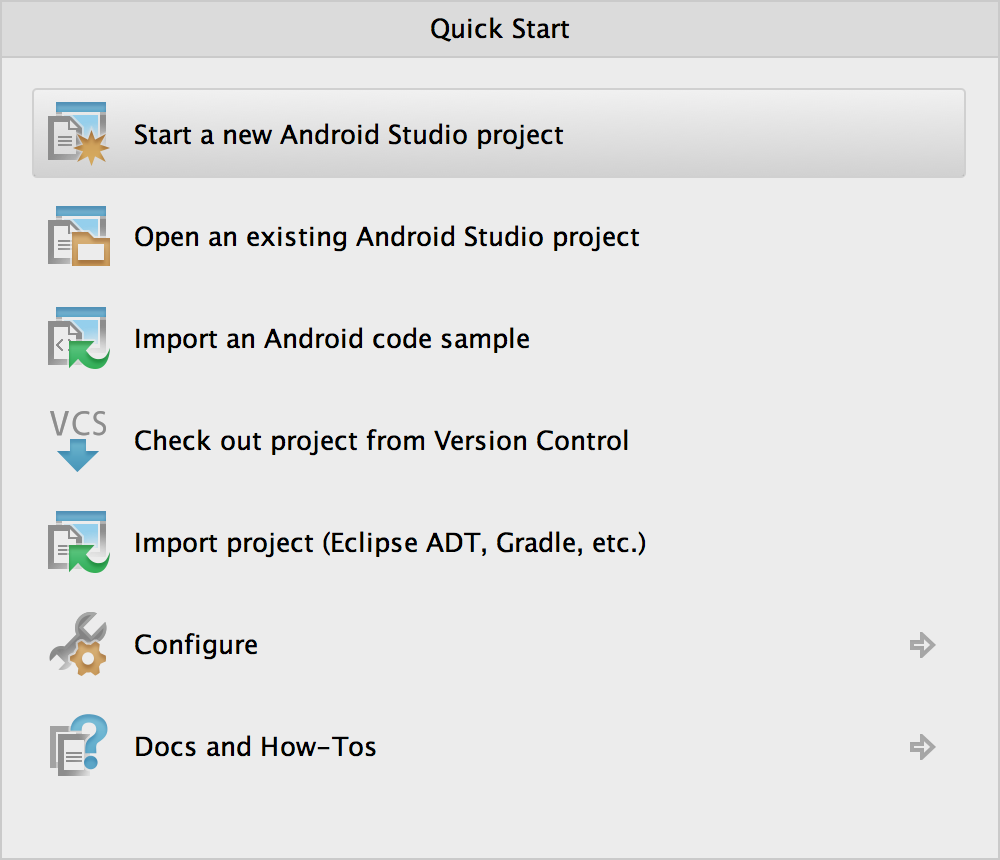 Quick Start
Start a new Android Studio project
Open an existing Android Studio project
Import an Android code sample
VCS
Check out project from Version Control
Import project (Eclipse ADT, Gradle, etc.)
Configure
Docs and How-Tos